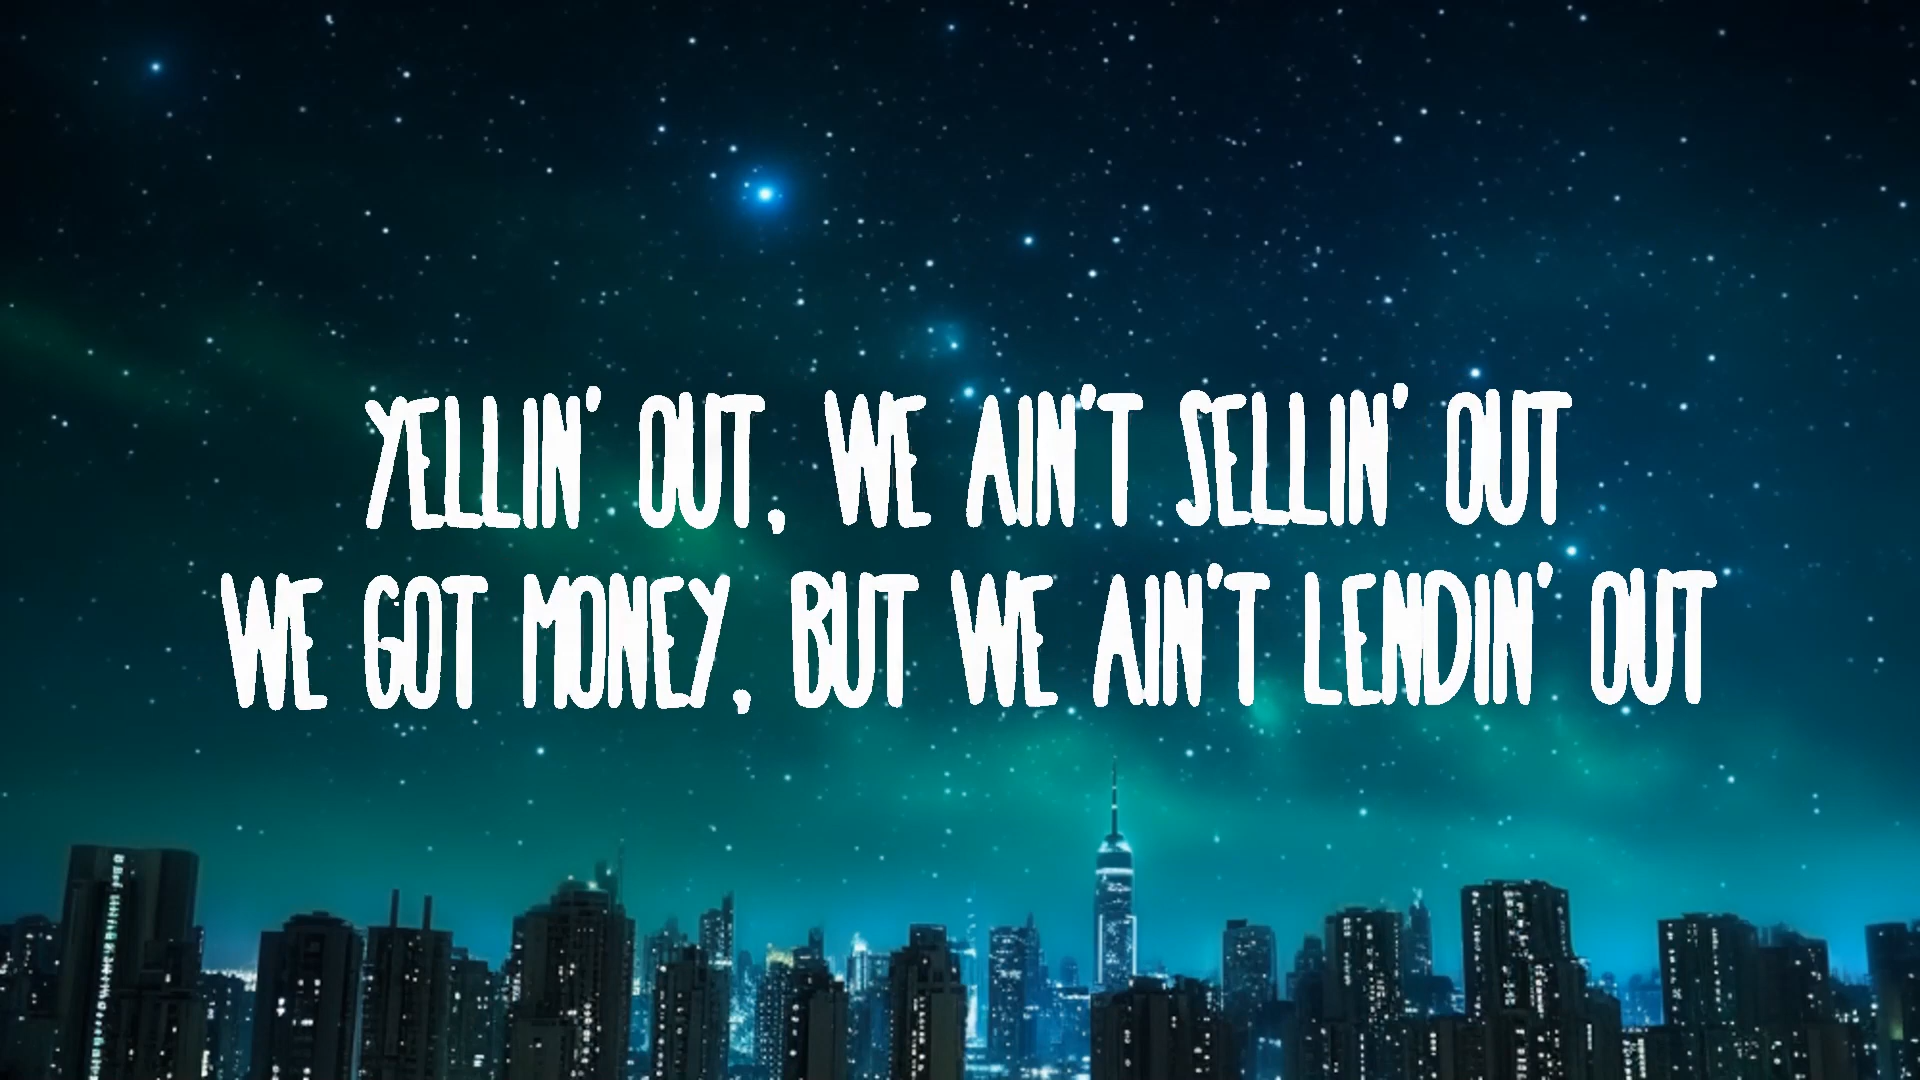 YELLIN' OUT, WE AIN'T SELLIN' OUT
WE GOT MONEY, BUT WE AIN'T LENDIN' OUT